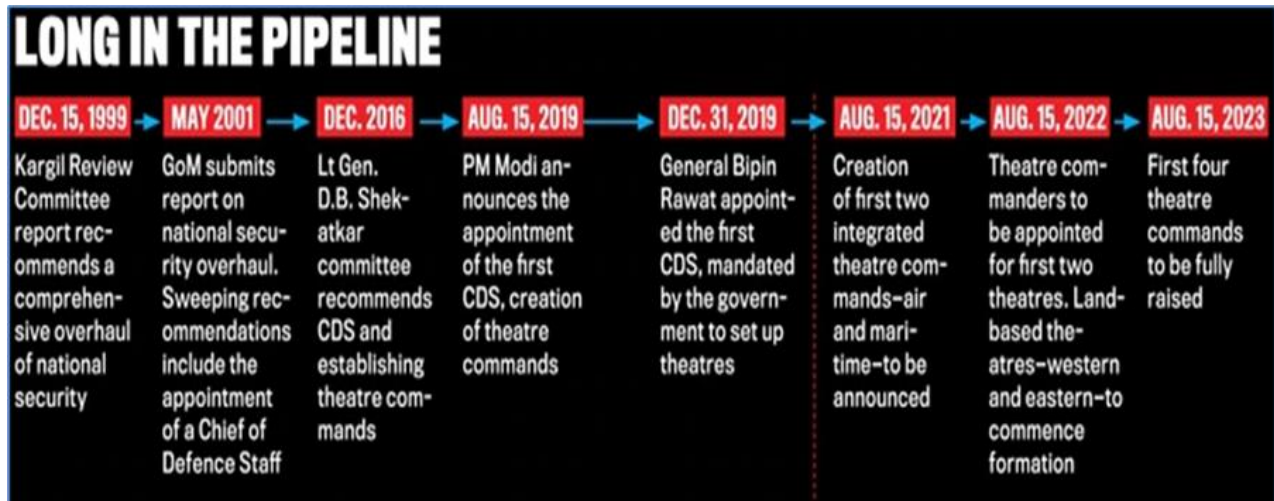 LONG IN THE PIPELINE
DEC. 15, 1999
Kargil Review
Committee
report rec-
ommends a
comprehen-
sive overhaul
of national
security
MAY 2001
GoM submits
report on
national secu-
rity overhaul.
Sweeping rec-
ommendations
include the
appointment
of a Chief of
Defence Staff
DEC. 2016
Lt Gen.
D.B. Shek-
atkar
committee
recommends
CDS and
establishing
theatre com-
mands
AUG. 15, 2019
PM Modi an-
nounces the
appointment
of the first
CDS, creation
of theatre
commands
DEC. 31, 2019
General Bipin
Rawat appoint-
ed the first
CDS, mandated
by the govern-
ment to set up
theatres
AUG. 15, 2021
Creation
of first two
integrated
theatre com-
mands–air
and mari-
time–to be
announced
AUG. 15, 2022
Theatre com-
manders to
be appointed
for first two
theatres. Land-
based the-
atres–western
and eastern–to
commence
formation
AUG. 15, 2023
First four
theatre
commands
to be fully
raised